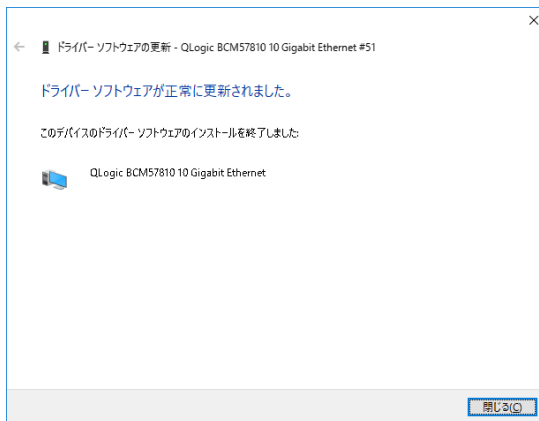 ドライバー ソフトウェアの更新 - QLogic BCM57810 10 Gigabit Ethernet #51
ドライバー ソフトウェアが正常に更新されました。
このデバイスのドライバー ソフトウェアのインストールを終了しました:
QLogic BCM57810 10 Gigabit Ethernet
閉じる(C)